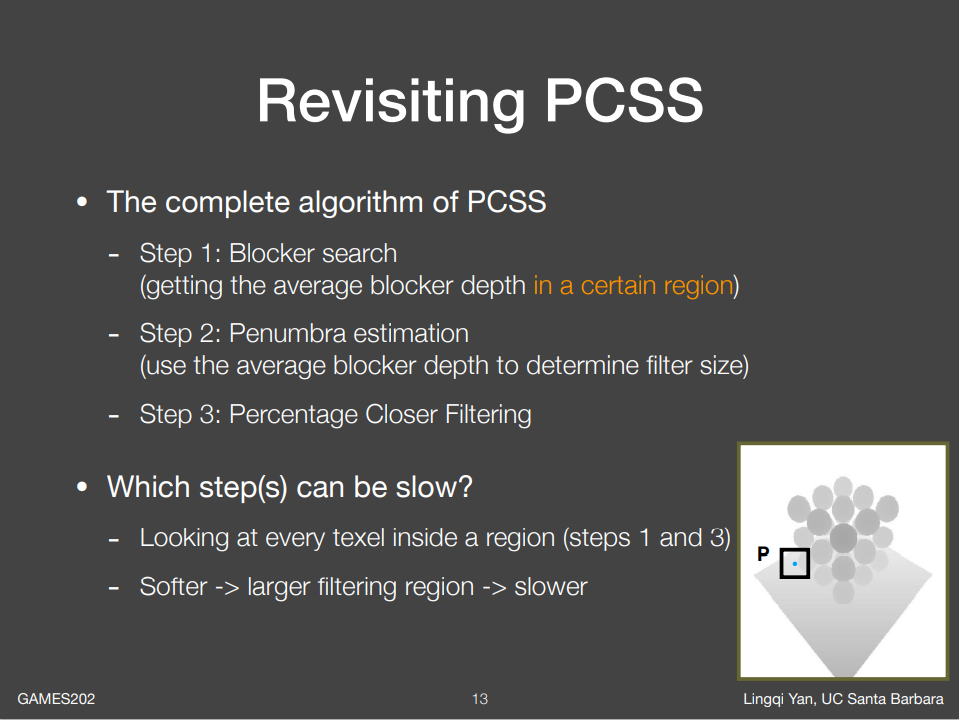 Revisiting PCSS
• The complete algorithm of PCSS
- Step 1: Blocker search
(getting the average blocker depth in a certain region)
- Step 2: Penumbra estimation
(use the average blocker depth to determine filter size)
- Step 3: Percentage Closer Filtering
• Which step(s) can be slow?
- Looking at every texel inside a region (steps 1 and 3)
- Softer -> larger filtering region -> slower
P
GAMES202
13
Lingqi Yan, UC Santa Barbara